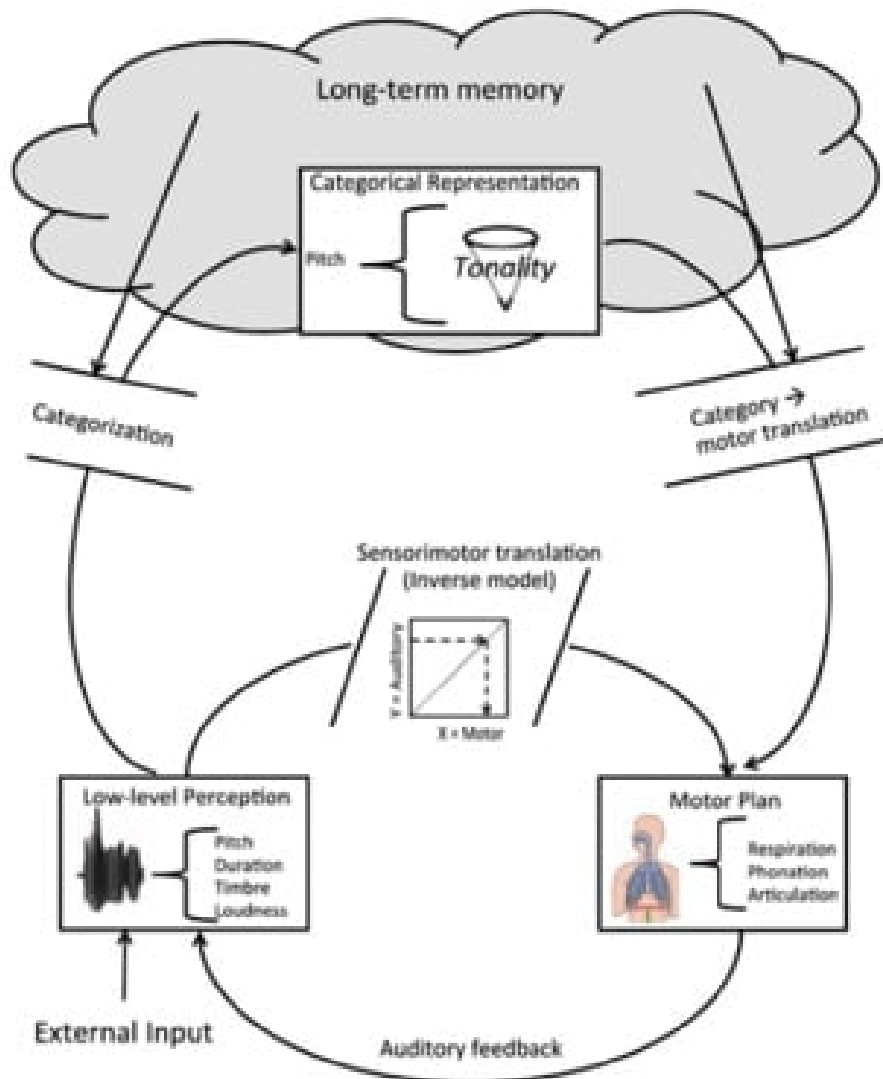 Long-term memory
Categorical Representation
Pitch
Tonality
Categorization
Category →
motor translation
Sensorimotor translation
(Inverse model)
Y = Auditory
X = Motor
Low-level Perception
Pitch
Duration
Timbre
Loudness
Motor Plan
Respiration
Phonation
Articulation
External Input
Auditory feedback